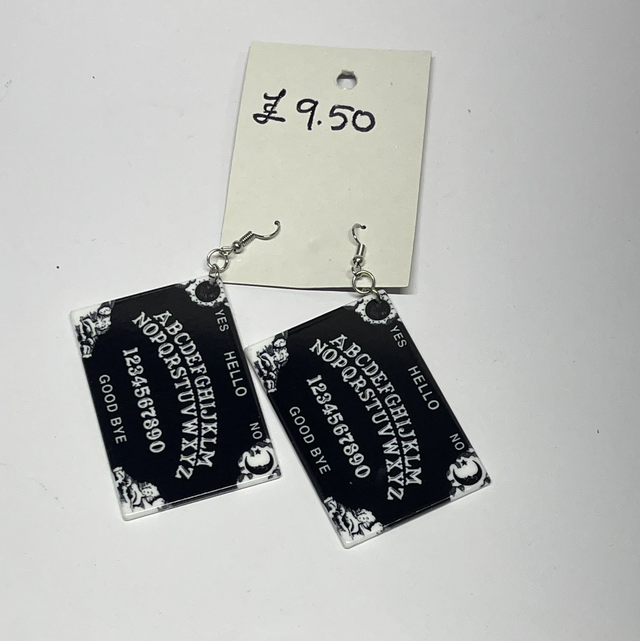 £9.50
YES
HELLO
NO
ABCDEFGHIJKLM
NOPQRSTUVWXYZ
1234567890
GOOD BYE
YES
HELLO
NO
ABCDEFGHIJKLM
NOPQRSTUVWXYZ
1234567890
GOOD BYE